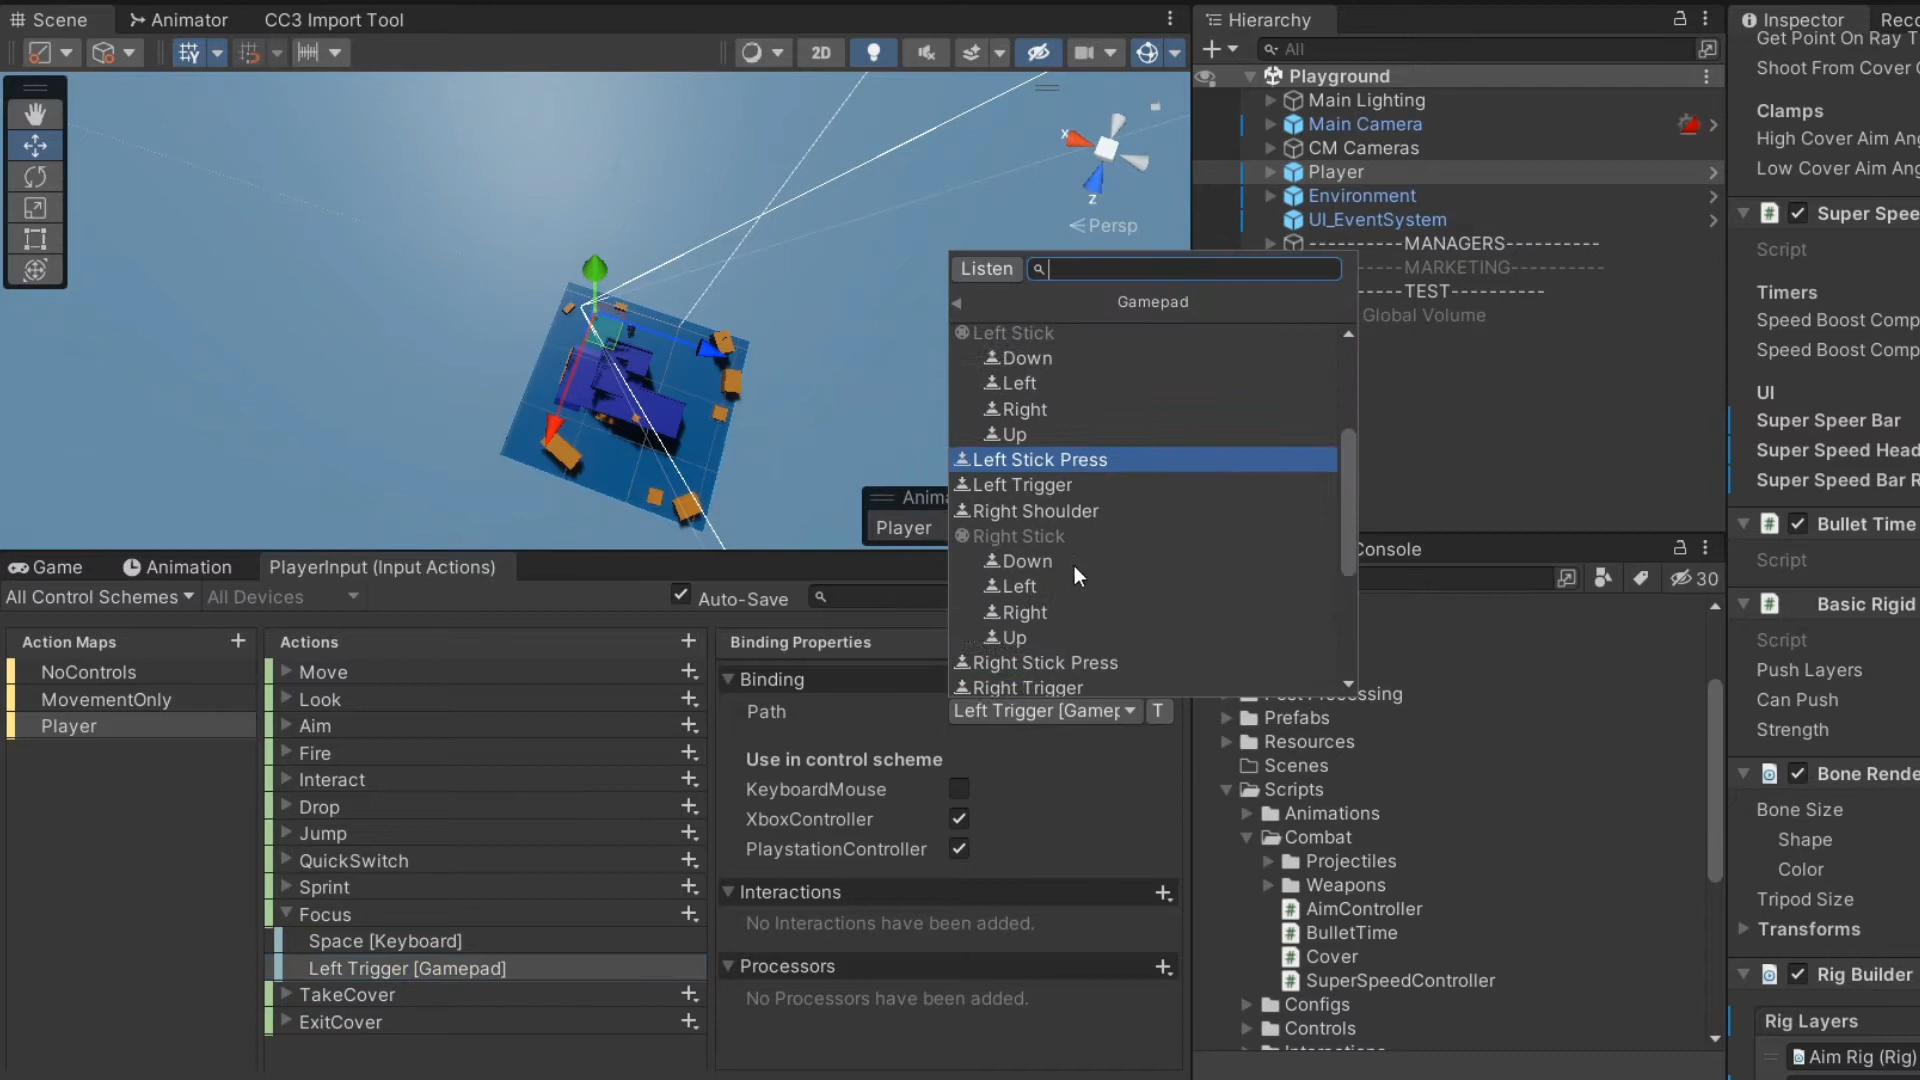 Scene
Animator
CC3 Import Tool
2D
X
Z
Persp
Player
Hierarchy
All
Playground
Main Lighting
Main Camera
CM Cameras
Player
Environment
UI_EventSystem
----------MANAGERS----------
-----MARKETING----------
-----TEST----------
Global Volume
Listen
Gamepad
Left Stick
Down
Left
Right
Up
Left Stick Press
Left Trigger
Right Shoulder
Right Stick
Down
Left
Right
Up
Right Stick Press
Right Trigger
Game
Animation
PlayerInput (Input Actions)
All Control Schemes
All Devices
Auto-Save
Action Maps
NoControls
MovementOnly
Player
Actions
Move
Look
Aim
Fire
Interact
Drop
Jump
QuickSwitch
Sprint
Focus
Space [Keyboard]
Left Trigger [Gamepad]
TakeCover
ExitCover
Binding Properties
Binding
Path
Left Trigger [Gamep
T
Use in control scheme
KeyboardMouse
XboxController
PlaystationController
Interactions
No Interactions have been added.
Processors
No Processors have been added.
Console
30
Prefabs
Resources
Scenes
Scripts
Animations
Combat
Projectiles
Weapons
AimController
BulletTime
Cover
SuperSpeedController
Configs
Controls
Inspector
Get Point On Ray T
Shoot From Cover
Clamps
High Cover Aim Ang
Low Cover Aim Ang
Super Spee
Script
Timers
Speed Boost Comp
Speed Boost Comp
UI
Super Speer Bar
Super Speed Head
Super Speed Bar R
Bullet Time
Script
Basic Rigid
Script
Push Layers
Can Push
Strength
Bone Rende
Bone Size
Shape
Color
Tripod Size
Transforms
Rig Builder
Rig Layers
Aim Rig (Rig)